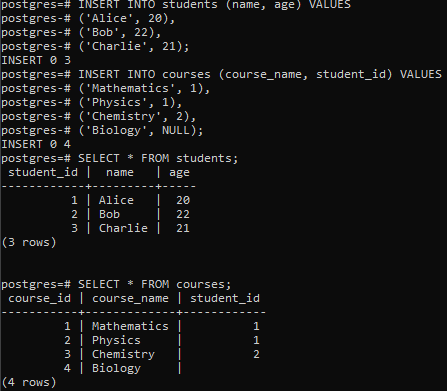 postgres=# INSERT INTO students (name, age) VALUES
postgres-# ('Alice', 20),
postgres-# ('Bob', 22),
postgres-# ('Charlie', 21);
INSERT 0 3
postgres=# INSERT INTO courses (course_name, student_id) VALUES
postgres-# ('Mathematics', 1),
postgres-# ('Physics', 1),
postgres-# ('Chemistry', 2),
postgres-# ('Biology', NULL);
INSERT 0 4
postgres=# SELECT * FROM students;
 student_id |  name   | age
------------+---------+-----
          1 | Alice   |  20
          2 | Bob     |  22
          3 | Charlie |  21
(3 rows)
postgres=# SELECT * FROM courses;
 course_id | course_name | student_id
-----------+-------------+------------
         1 | Mathematics |          1
         2 | Physics     |          1
         3 | Chemistry   |          2
         4 | Biology     |
(4 rows)